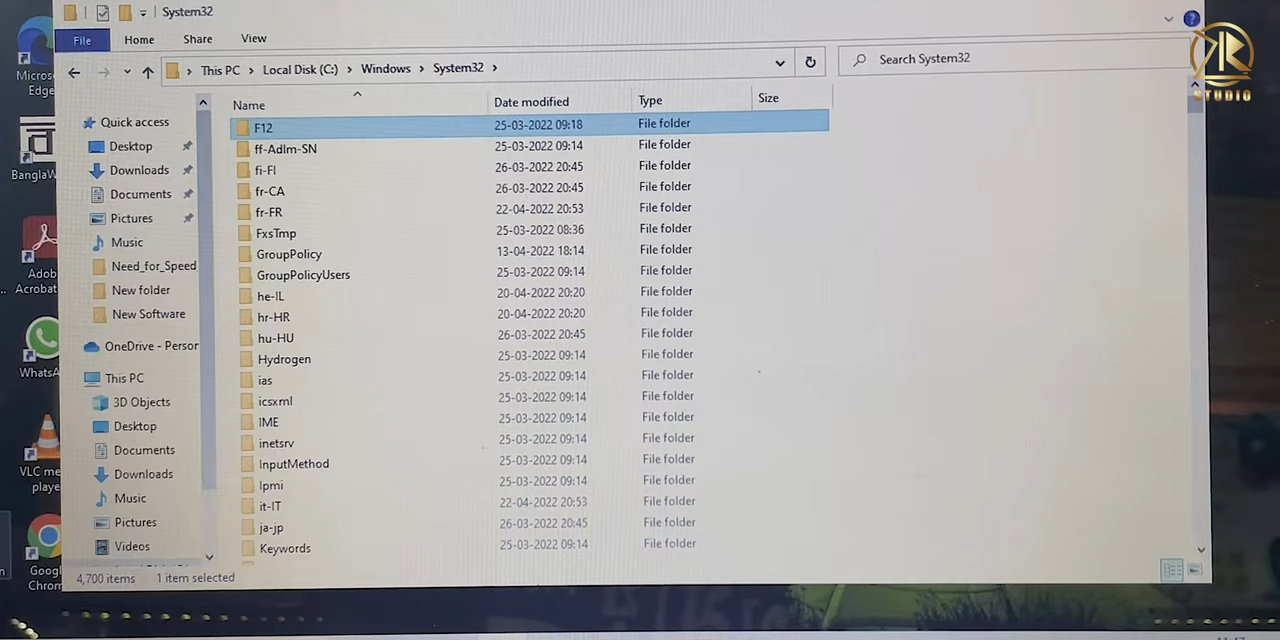 System32
File Home Share View
This PC > Local Disk (C:) > Windows > System32 >
Search System32
Name Date modified Type Size
F12 25-03-2022 09:18 File folder
ff-Adlm-SN 25-03-2022 09:14 File folder
fi-FI 26-03-2022 20:45 File folder
fr-CA 26-03-2022 20:45 File folder
fr-FR 22-04-2022 20:53 File folder
FxsTmp 25-03-2022 08:36 File folder
GroupPolicy 13-04-2022 18:14 File folder
GroupPolicyUsers 25-03-2022 09:14 File folder
he-IL 20-04-2022 20:20 File folder
hr-HR 20-04-2022 20:20 File folder
hu-HU 26-03-2022 20:45 File folder
Hydrogen 25-03-2022 09:14 File folder
ias 25-03-2022 09:14 File folder
icsxml 25-03-2022 09:14 File folder
IME 25-03-2022 09:14 File folder
inetsrv 25-03-2022 09:14 File folder
InputMethod 25-03-2022 09:14 File folder
Ipmi 25-03-2022 09:14 File folder
it-IT 22-04-2022 20:53 File folder
ja-jp 26-03-2022 20:45 File folder
Keywords 25-03-2022 09:14 File folder
Quick access
Desktop
Downloads
Documents
Pictures
Music
Need_for_Speed_
New folder
New Software
OneDrive - Person
This PC
3D Objects
Desktop
Documents
Downloads
Music
Pictures
Videos
4,700 items 1 item selected
Micros
Edge
BanglaW
Adob
Acrobat
WhatsA
VLC me
playe
Goog
Chrom
STUDIO